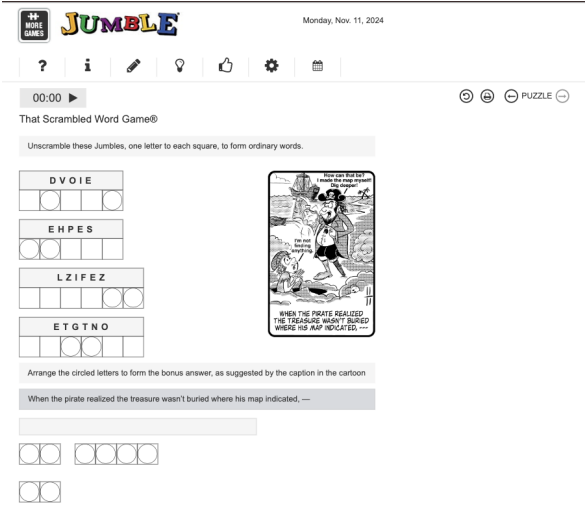 MORE
GAMES
JUMBLE
Monday, Nov. 11, 2024
?
i
00:00
PUZZLE
That Scrambled Word Game®
Unscramble these Jumbles, one letter to each square, to form ordinary words.
DVOIE
EHPES
LZIFEZ
ETGTNO
How can that be?
I made the map myself!
Dig deeper!
I'm not
finding
anything.
WHEN THE PIRATE REALIZED
THE TREASURE WASN'T BURIED
WHERE HIS MAP INDICATED, ---
Arrange the circled letters to form the bonus answer, as suggested by the caption in the cartoon
When the pirate realized the treasure wasn't buried where his map indicated, —